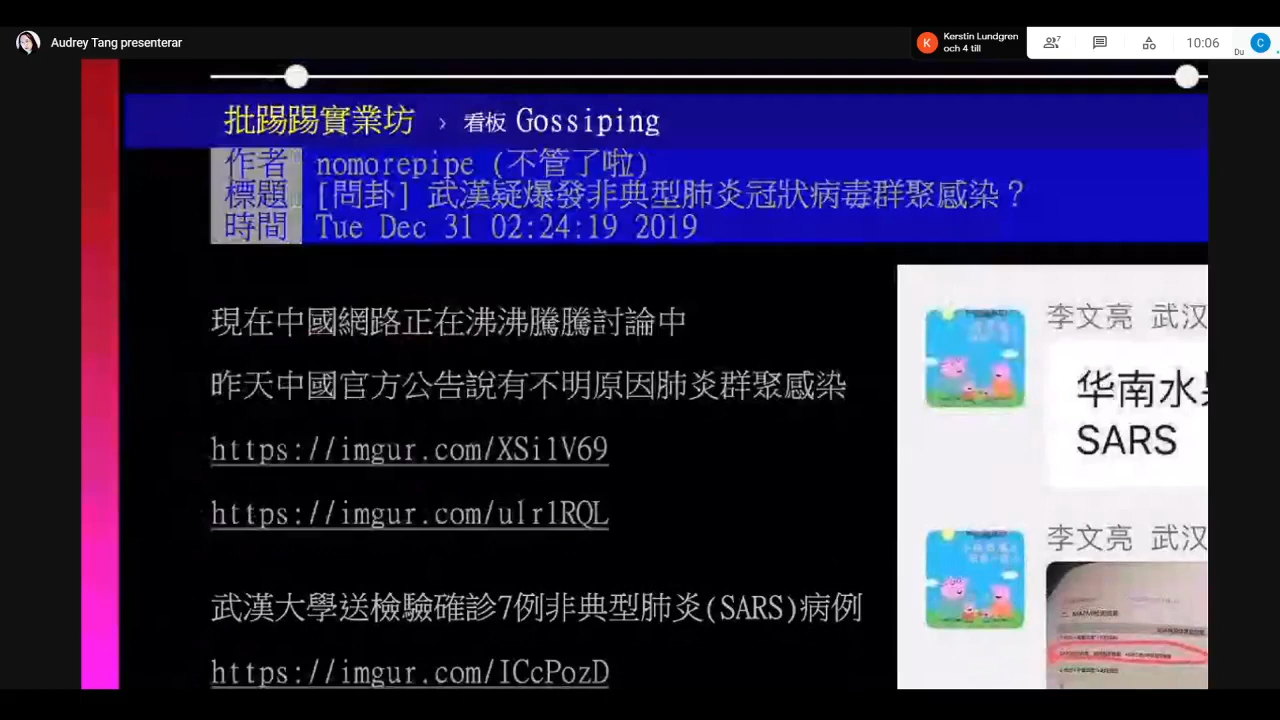 Audrey Tang presenterar
Kerstin Lundgren
och 4 till
7
10:06
Du
K
C
批踢踢實業坊 › 看板 Gossiping
作者 nomorepipe (不管了啦)
標題 [問卦] 武漢疑爆發非典型肺炎冠狀病毒群聚感染？
時間 Tue Dec 31 02:24:19 2019
現在中國網路正在沸沸騰騰討論中
昨天中國官方公告說有不明原因肺炎群聚感染
https://imgur.com/XSi1V69
https://imgur.com/u1r1RQL
武漢大學送檢驗確診7例非典型肺炎(SARS)病例
https://imgur.com/ICcPozD
李文亮 武汉
华南水
SARS
李文亮 武汉